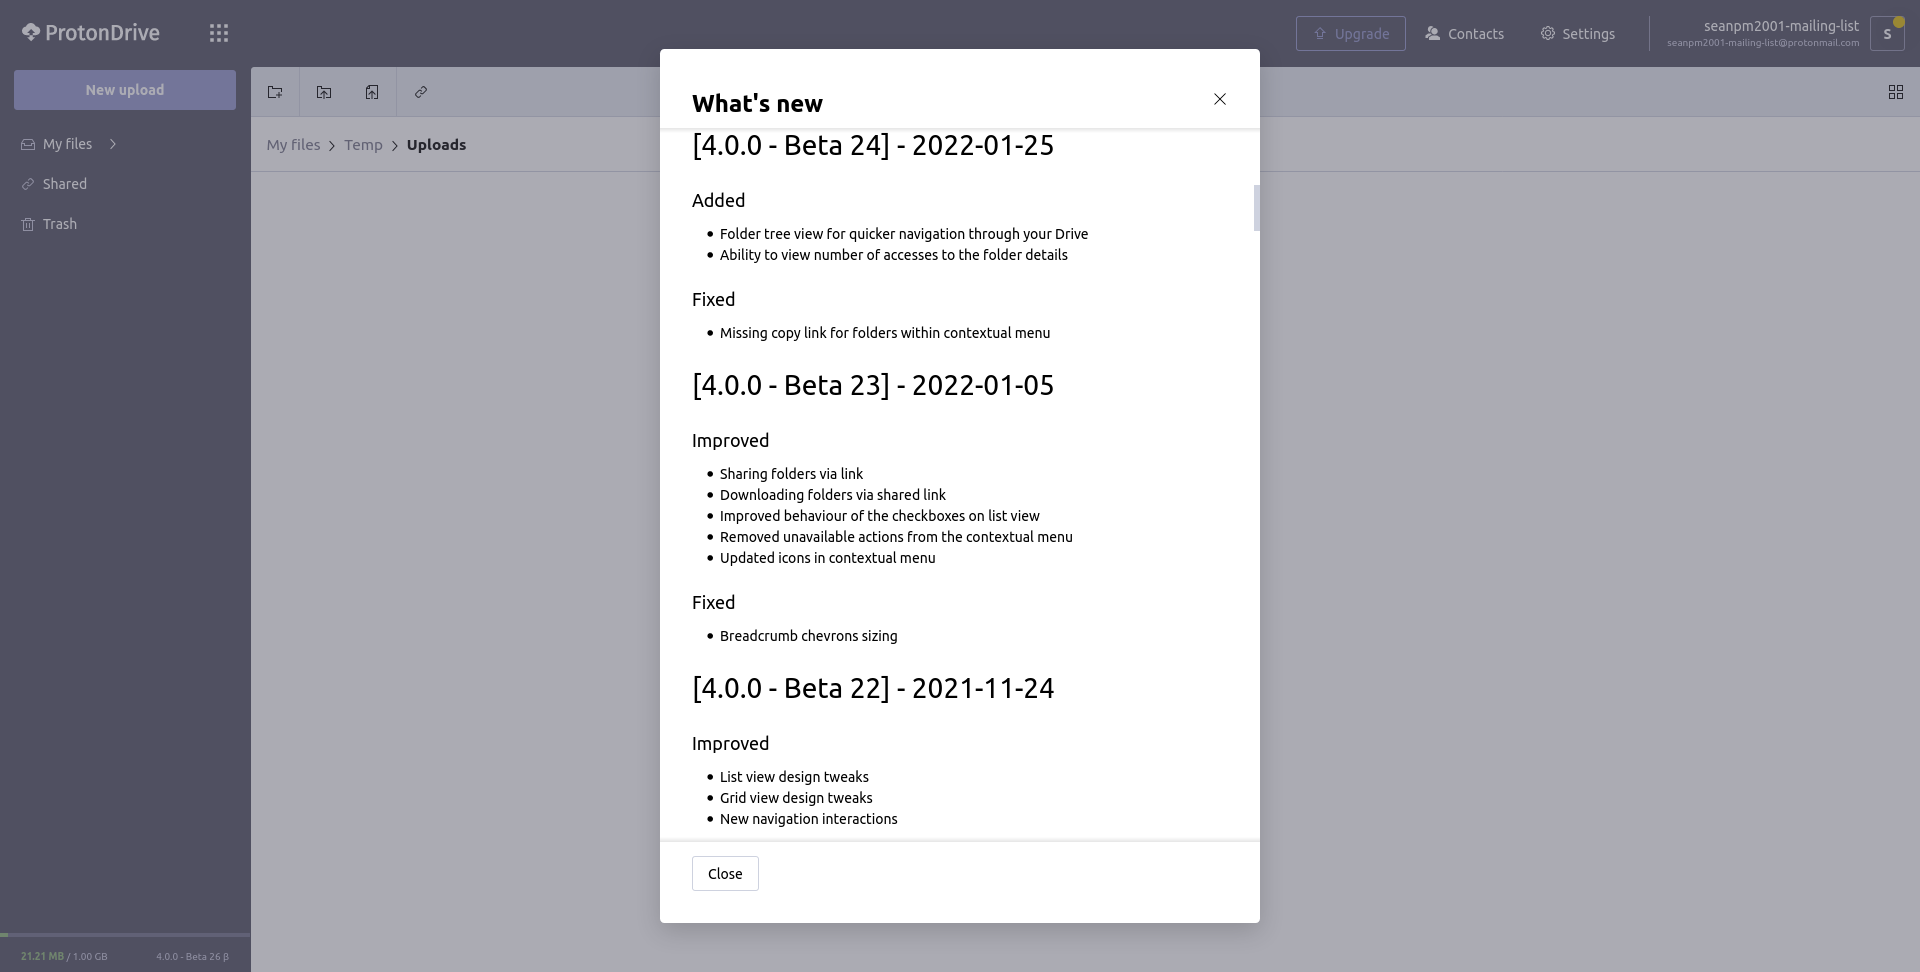 ProtonDrive
Upgrade
Contacts
Settings
seanpm2001-mailing-list
seanpm2001-mailing-list@protonmail.com
S
New upload
My files
Shared
Trash
My files > Temp > Uploads
What's new
[4.0.0 - Beta 24] - 2022-01-25
Added
• Folder tree view for quicker navigation through your Drive
• Ability to view number of accesses to the folder details
Fixed
• Missing copy link for folders within contextual menu
[4.0.0 - Beta 23] - 2022-01-05
Improved
• Sharing folders via link
• Downloading folders via shared link
• Improved behaviour of the checkboxes on list view
• Removed unavailable actions from the contextual menu
• Updated icons in contextual menu
Fixed
• Breadcrumb chevrons sizing
[4.0.0 - Beta 22] - 2021-11-24
Improved
• List view design tweaks
• Grid view design tweaks
• New navigation interactions
Close
21.21 MB / 1.00 GB
4.0.0 - Beta 26 β